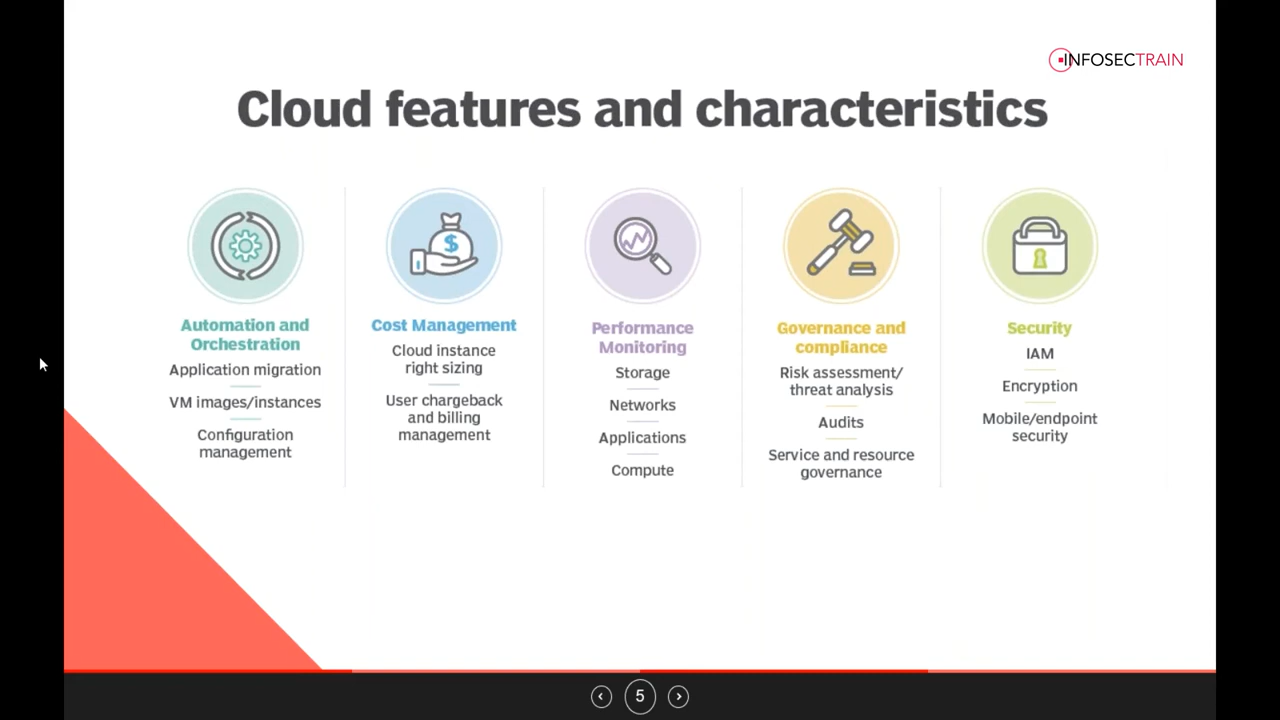 INFOSECTRAIN
Cloud features and characteristics
Automation and
Orchestration
Application migration
VM images/instances
Configuration
management
Cost Management
Cloud instance
right sizing
User chargeback
and billing
management
Performance
Monitoring
Storage
Networks
Applications
Compute
Governance and
compliance
Risk assessment/
threat analysis
Audits
Service and resource
governance
Security
IAM
Encryption
Mobile/endpoint
security
5